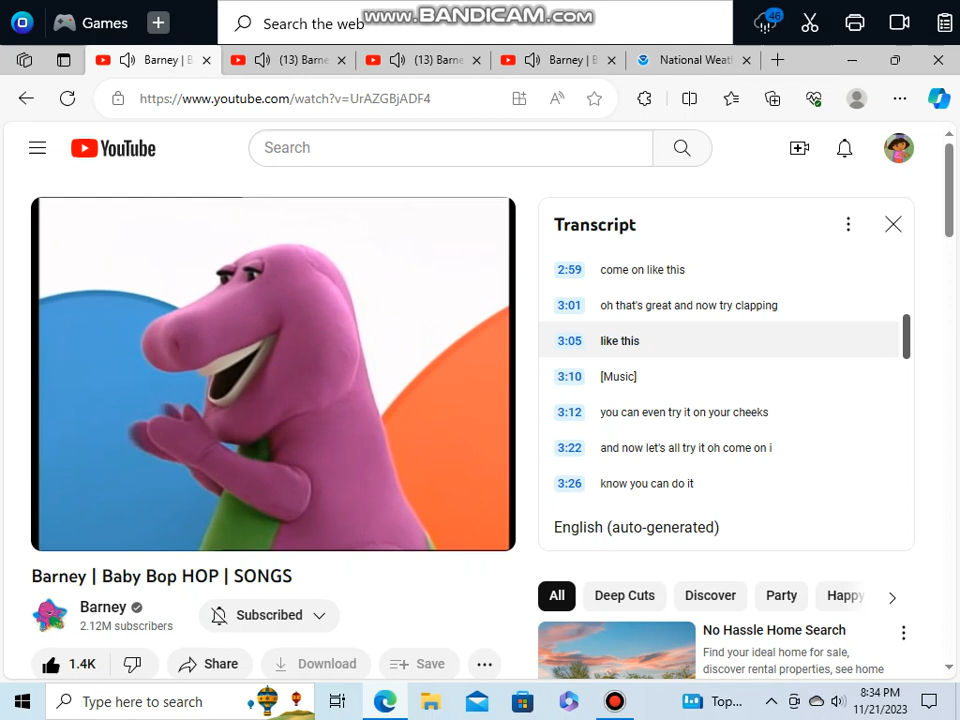 Games
Search the web
www.BANDICAM.com
46
Barney | B
(13) Barne
(13) Barne
Barney | B
National Weat
https://www.youtube.com/watch?v=UrAZGBjADF4
YouTube
Search
Transcript
2:59 come on like this
3:01 oh that's great and now try clapping
3:05 like this
3:10 [Music]
3:12 you can even try it on your cheeks
3:22 and now let's all try it oh come on i
3:26 know you can do it
English (auto-generated)
Barney | Baby Bop HOP | SONGS
Barney
2.12M subscribers
Subscribed
1.4K
Share
Download
Save
All
Deep Cuts
Discover
Party
Happy
No Hassle Home Search
Find your ideal home for sale,
discover rental properties, see home
Type here to search
Top...
8:34 PM
11/21/2023